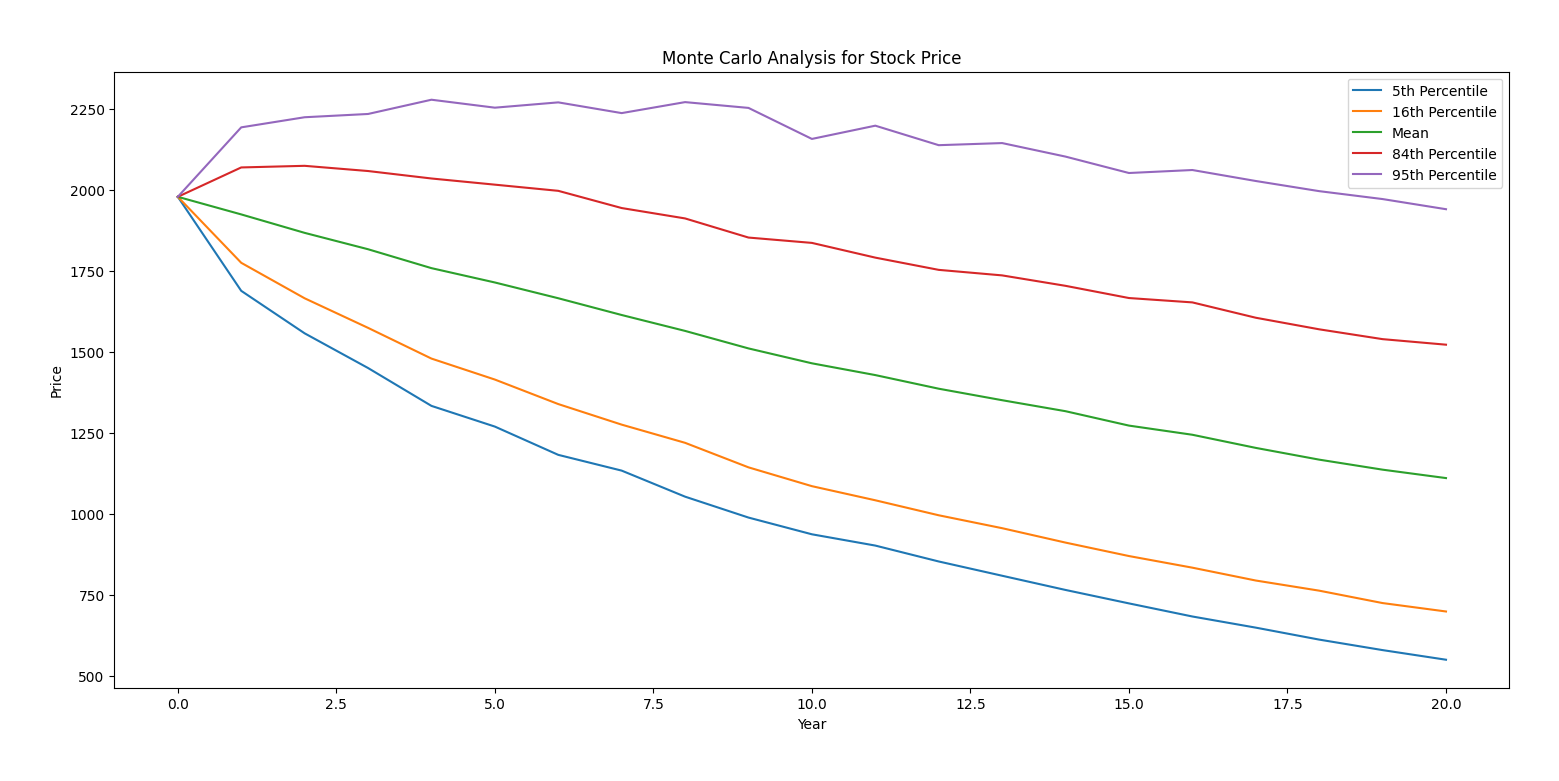 Monte Carlo Analysis for Stock Price
2250
2000
1750
1500
1250
1000
750
500
Price
0.0 2.5 5.0 7.5 10.0 12.5 15.0 17.5 20.0
Year
5th Percentile
16th Percentile
Mean
84th Percentile
95th Percentile